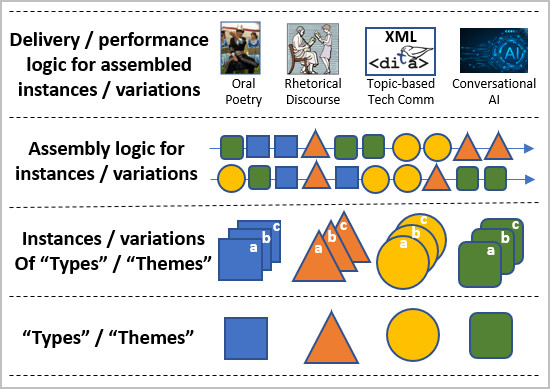 Delivery / performance
logic for assembled
instances / variations
XML
<dita>
AI
Oral
Poetry
Rhetorical
Discourse
Topic-based
Tech Comm
Conversational
AI
Assembly logic for
instances / variations
Instances / variations
Of “Types” / “Themes”
a b c
a b c
a b c
a b c
“Types” / “Themes”